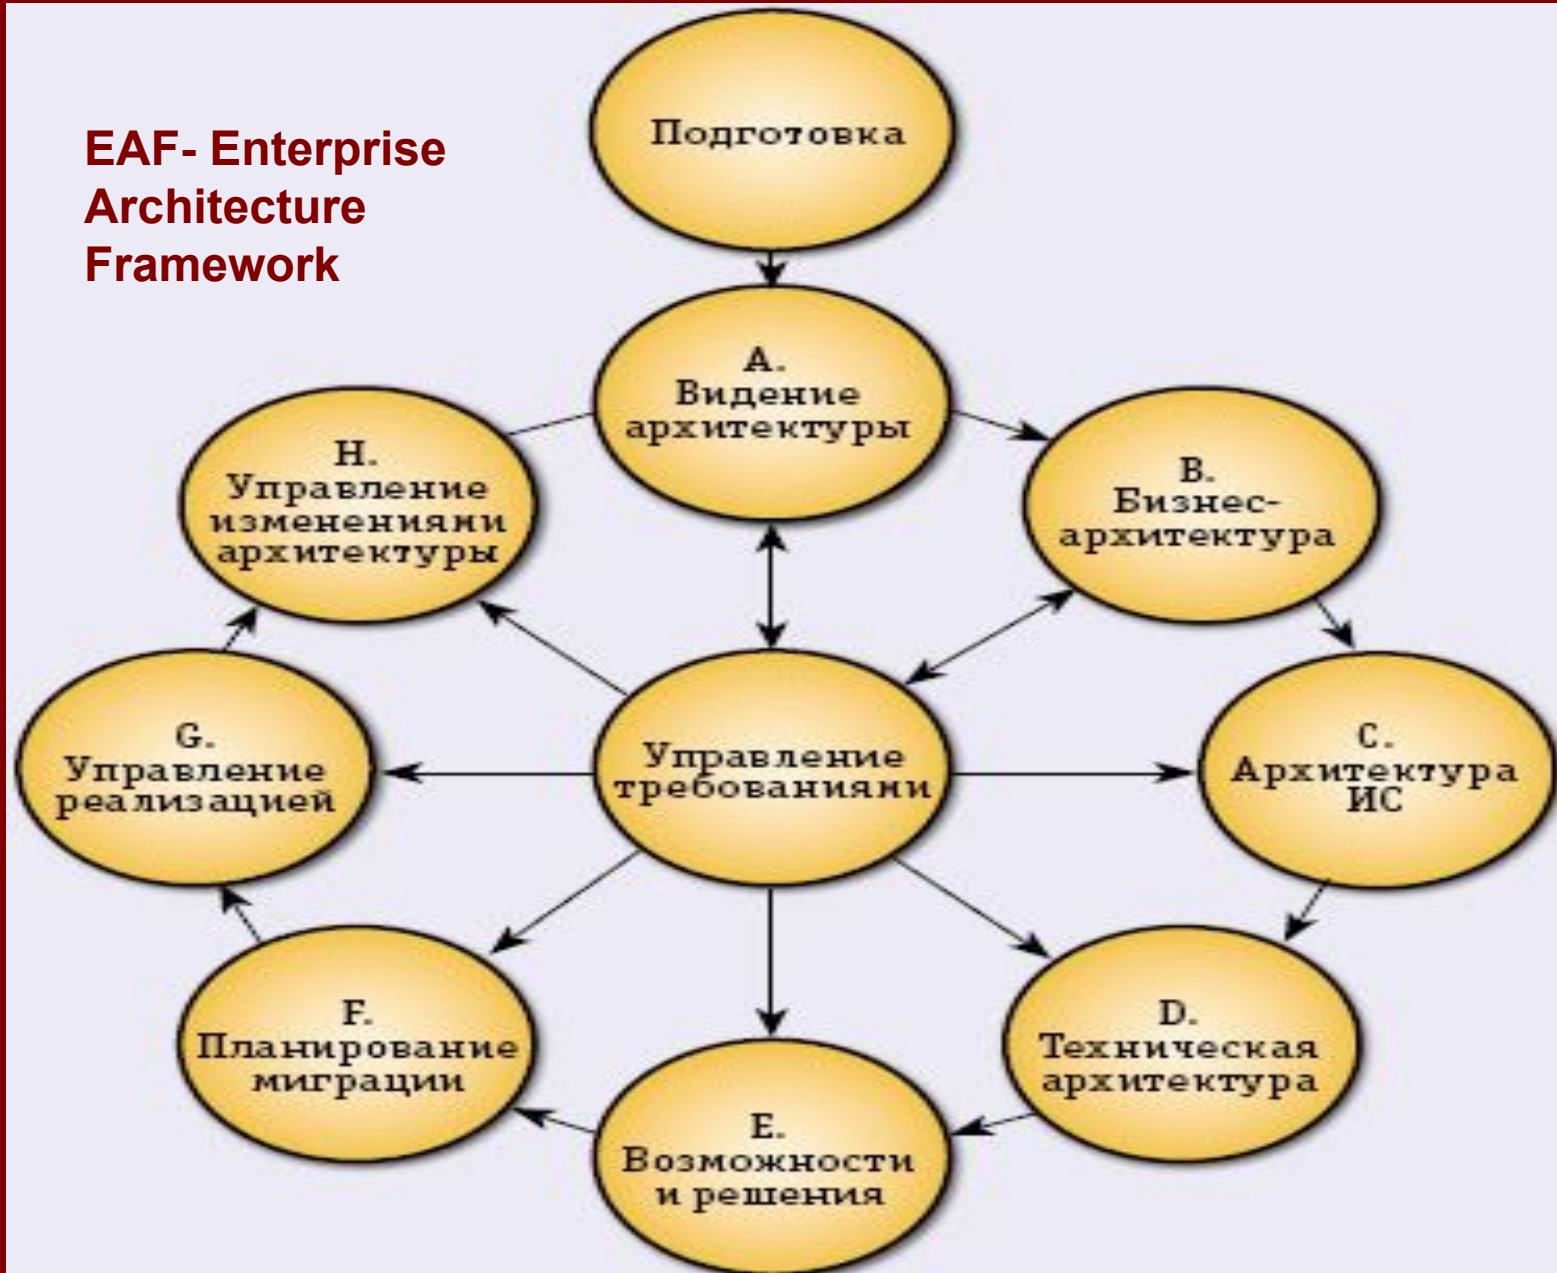 EAF- Enterprise
Architecture
Framework
Подготовка
A.
Видение
архитектуры
B.
Бизнес-
архитектура
C.
Архитектура
ИС
D.
Техническая
архитектура
E.
Возможности
и решения
F.
Планирование
миграции
G.
Управление
реализацией
H.
Управление
изменениями
архитектуры
Управление
требованиями